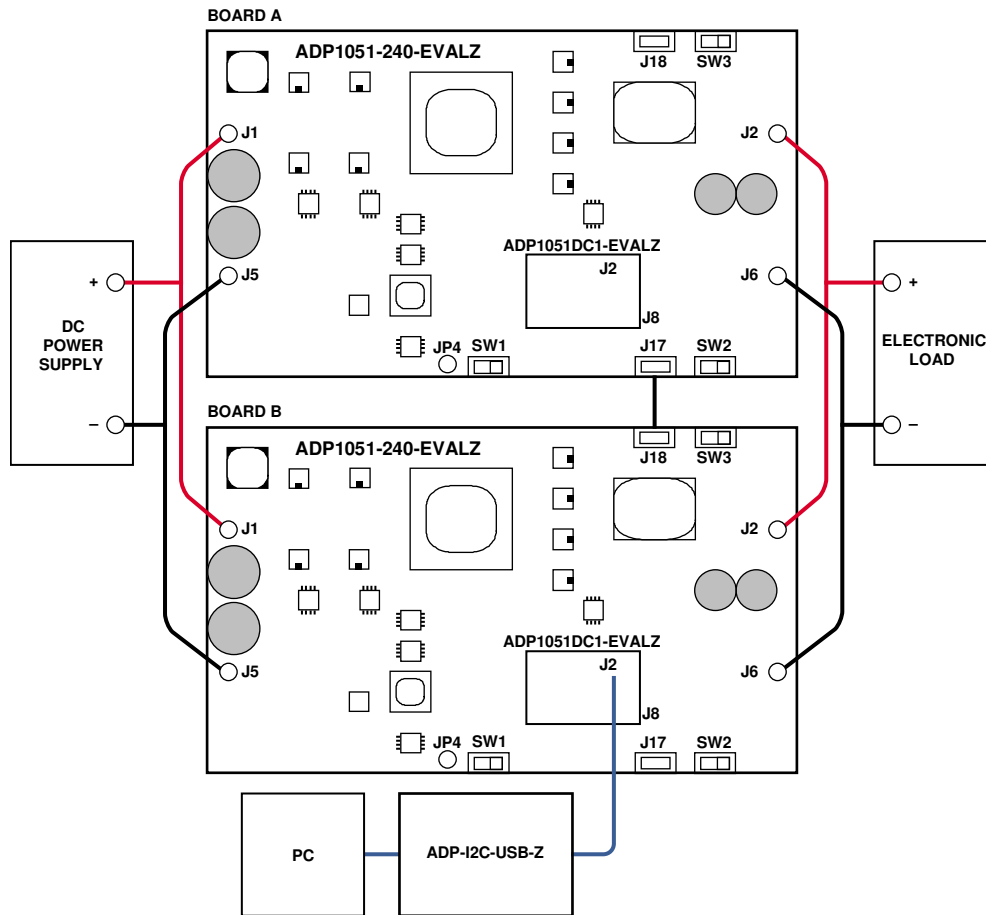 BOARD A
ADP1051-240-EVALZ
J18
SW3
J1
J2
ADP1051DC1-EVALZ
J2
J5
J6
+
DC
POWER
SUPPLY
–
+
ELECTRONIC
LOAD
–
J8
JP4
SW1
J17
SW2
BOARD B
ADP1051-240-EVALZ
J18
SW3
J1
J2
ADP1051DC1-EVALZ
J2
J5
J6
J8
JP4
SW1
J17
SW2
PC
ADP-I2C-USB-Z